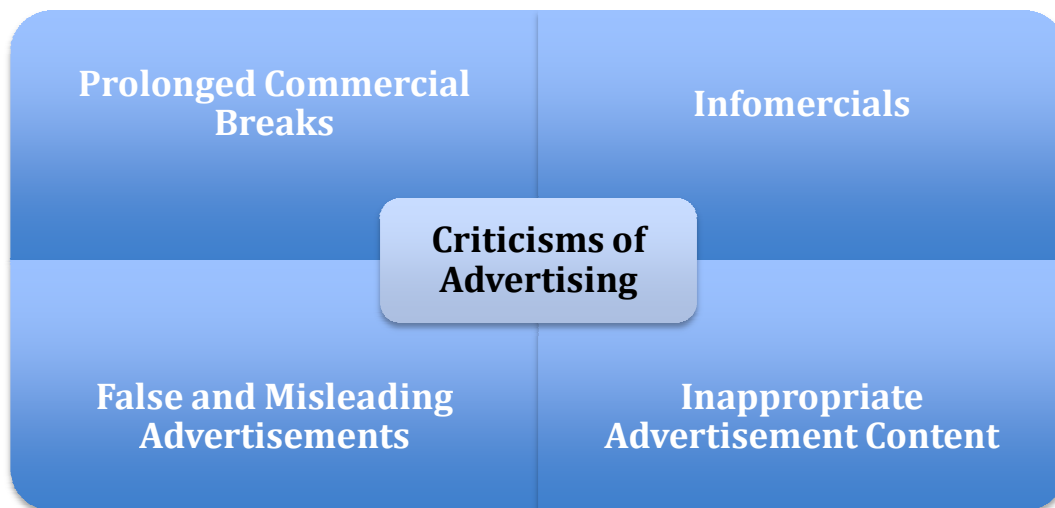 Prolonged Commercial
Breaks
Infomercials
Criticisms of
Advertising
False and Misleading
Advertisements
Inappropriate
Advertisement Content